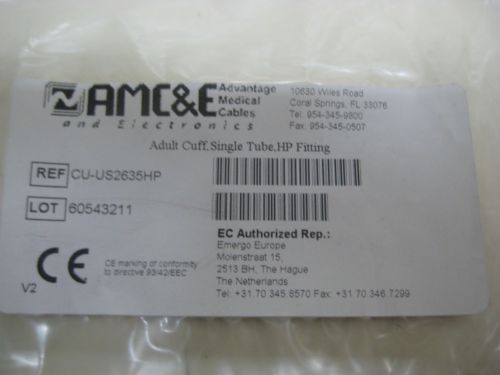 AMC&E
Advantage
Medical
Cables
and Electronics
10630 Wiles Road
Coral Springs, FL 33076
Tel: 954-345-9800
Fax: 954-345-0507
Adult Cuff,Single Tube,HP Fitting
REF CU-US2635HP
LOT 60543211
EC Authorized Rep.:
Emergo Europe
Molenstraat 15,
2513 BH, The Hague
The Netherlands
Tel: +31.70 345.8570 Fax: +31.70 346.7299
CE
CE marking of conformity
to directive 93/42/EEC
V2